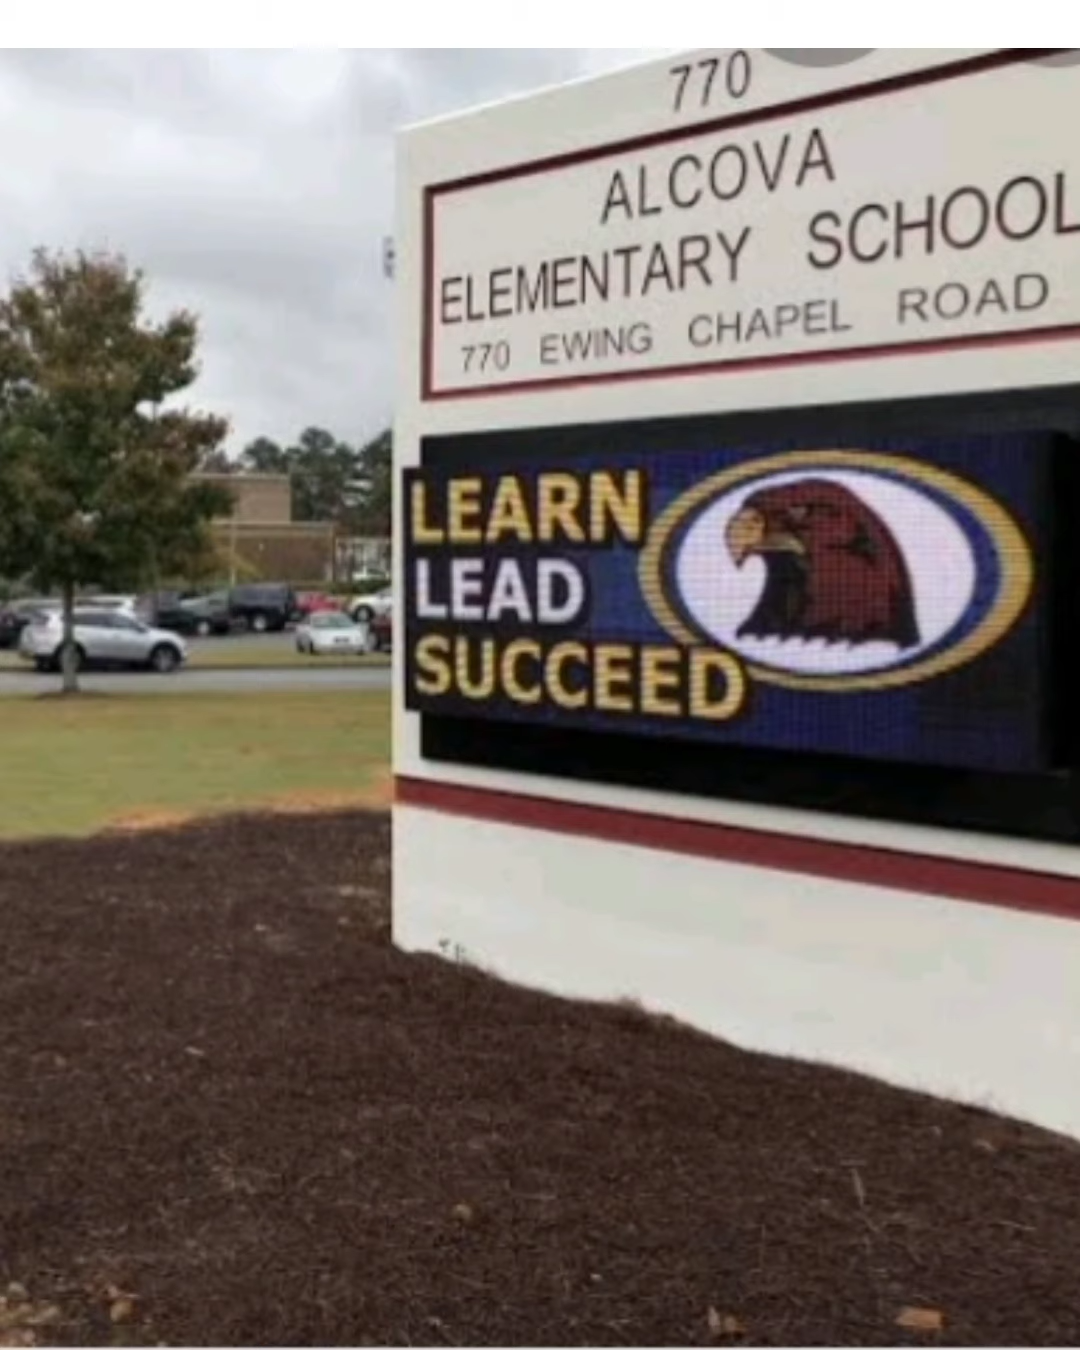 770
ALCOVA
ELEMENTARY SCHOOL
770 EWING CHAPEL ROAD
LEARN
LEAD
SUCCEED